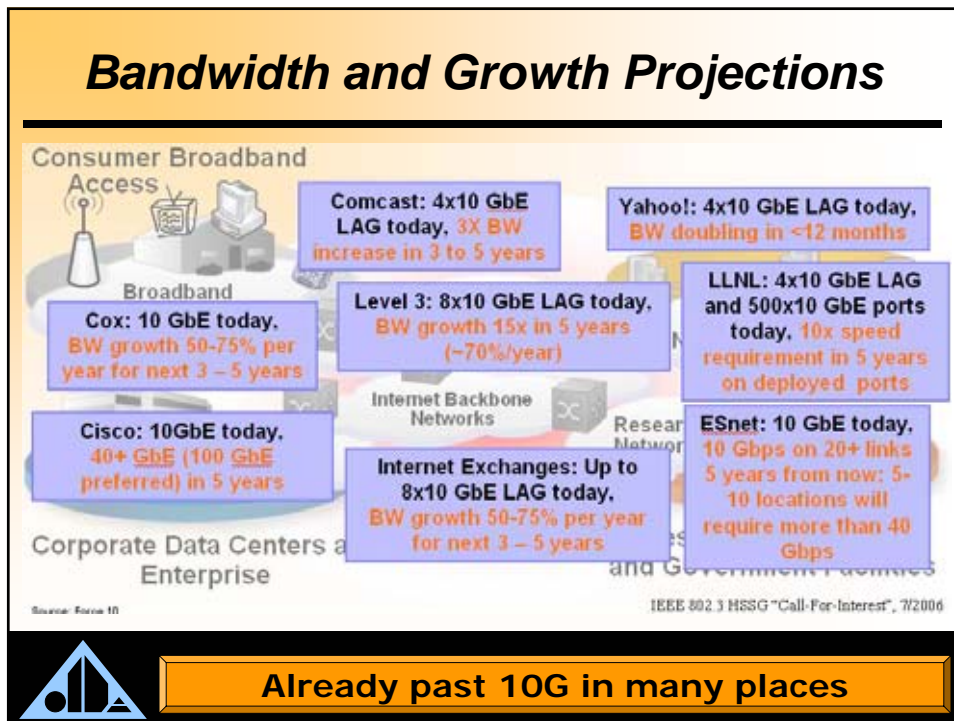 Bandwidth and Growth Projections
Consumer Broadband
Access
Broadband
Comcast: 4x10 GbE
LAG today, 3X BW
increase in 3 to 5 years
Yahoo!: 4x10 GbE LAG today,
BW doubling in <12 months
Cox: 10 GbE today,
BW growth 50-75% per
year for next 3 – 5 years
Level 3: 8x10 GbE LAG today,
BW growth 15x in 5 years
(~70%/year)
LLNL: 4x10 GbE LAG
and 500x10 GbE ports
today, 10x speed
requirement in 5 years
on deployed ports
Internet Backbone
Networks
Cisco: 10GbE today,
40+ GbE (100 GbE
preferred) in 5 years
Internet Exchanges: Up to
8x10 GbE LAG today,
BW growth 50-75% per year
for next 3 – 5 years
ESnet: 10 GbE today,
10 Gbps on 20+ links
5 years from now: 5-
10 locations will
require more than 40
Gbps
Corporate Data Centers
Enterprise
and
Source: Force 10
IEEE 802.3 HSSG "Call-For-Interest", 7/2006
Already past 10G in many places